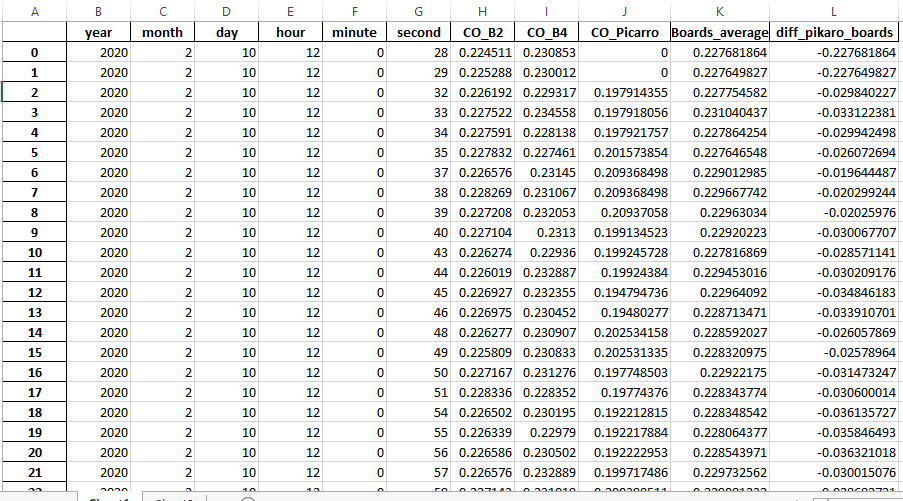 A B C D E F G H I J K L
year month day hour minute second CO_B2 CO_B4 CO_Picarro Boards_average diff_pikaro_boards
0 2020 2 10 12 0 28 0.224511 0.230853 0 0.227681864 -0.227681864
1 2020 2 10 12 0 29 0.225288 0.230012 0 0.227649827 -0.227649827
2 2020 2 10 12 0 32 0.226192 0.229317 0.197914355 0.227754582 -0.029840227
3 2020 2 10 12 0 33 0.227522 0.234558 0.197918056 0.231040437 -0.033122381
4 2020 2 10 12 0 34 0.227591 0.228138 0.197921757 0.227864254 -0.029942498
5 2020 2 10 12 0 35 0.227832 0.227461 0.201573854 0.227646548 -0.026072694
6 2020 2 10 12 0 37 0.226576 0.23145 0.209368498 0.229012985 -0.019644487
7 2020 2 10 12 0 38 0.228269 0.231067 0.209368498 0.229667742 -0.020299244
8 2020 2 10 12 0 39 0.227208 0.232053 0.20937058 0.22963034 -0.02025976
9 2020 2 10 12 0 40 0.227104 0.2313 0.199134523 0.22920223 -0.030067707
10 2020 2 10 12 0 43 0.226274 0.22936 0.199245728 0.227816869 -0.028571141
11 2020 2 10 12 0 44 0.226019 0.232887 0.19924384 0.229453016 -0.030209176
12 2020 2 10 12 0 45 0.226927 0.232355 0.194794736 0.22964092 -0.034846183
13 2020 2 10 12 0 46 0.226975 0.230452 0.19480277 0.228713471 -0.033910701
14 2020 2 10 12 0 48 0.226277 0.230907 0.202534158 0.228592027 -0.026057869
15 2020 2 10 12 0 49 0.225809 0.230833 0.202531335 0.228320975 -0.02578964
16 2020 2 10 12 0 50 0.227167 0.231276 0.197748503 0.22922175 -0.031473247
17 2020 2 10 12 0 51 0.228336 0.228352 0.19774376 0.228343774 -0.030600014
18 2020 2 10 12 0 54 0.226502 0.230195 0.192212815 0.228348542 -0.036135727
19 2020 2 10 12 0 55 0.226339 0.22979 0.192217884 0.228064377 -0.035846493
20 2020 2 10 12 0 56 0.226586 0.230502 0.192222953 0.228543971 -0.036321018
21 2020 2 10 12 0 57 0.226576 0.232889 0.199717486 0.229732562 -0.030015076